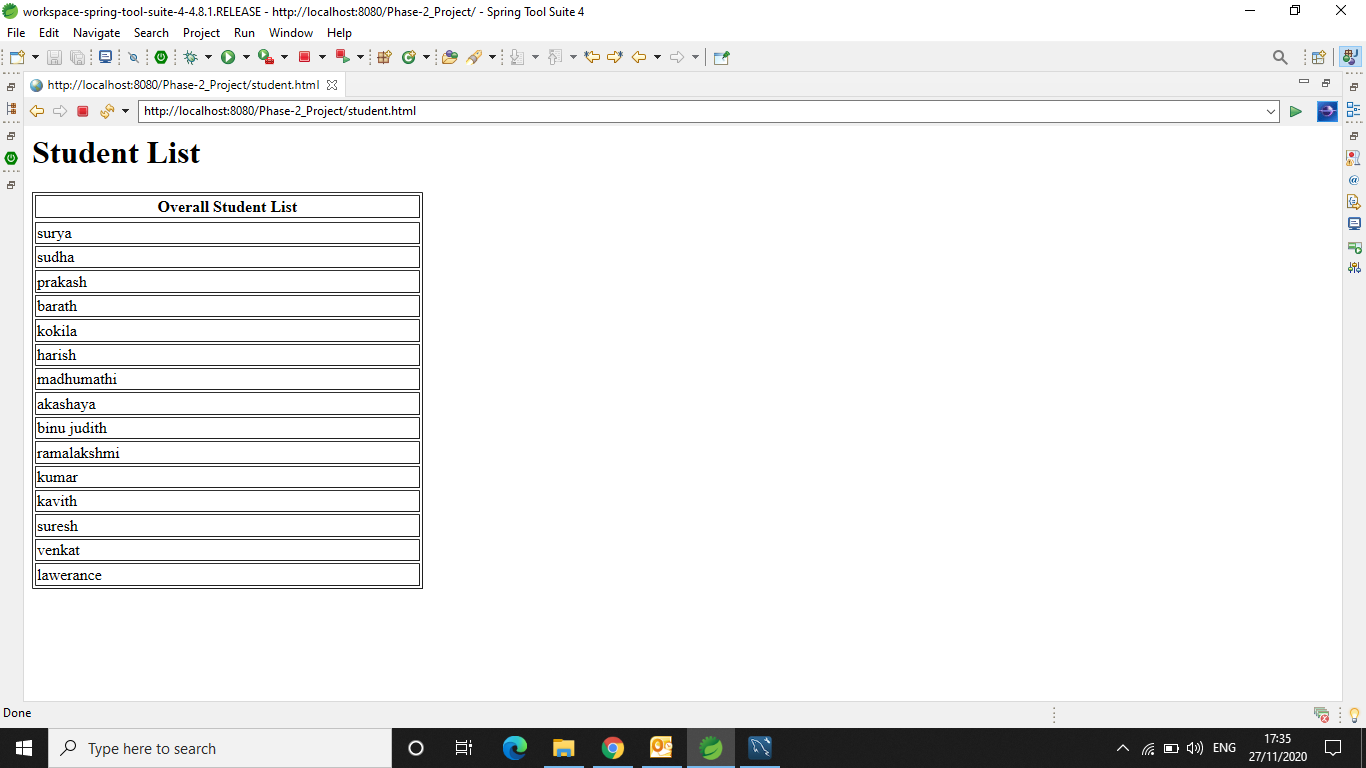 workspace-spring-tool-suite-4-4.8.1.RELEASE - http://localhost:8080/Phase-2_Project/ - Spring Tool Suite 4
File Edit Navigate Search Project Run Window Help
http://localhost:8080/Phase-2_Project/student.html
http://localhost:8080/Phase-2_Project/student.html
Student List
Overall Student List
surya
sudha
prakash
barath
kokila
harish
madhumathi
akashaya
binu judith
ramalakshmi
kumar
kavith
suresh
venkat
lawerance
Done
Type here to search
ENG
17:35
27/11/2020